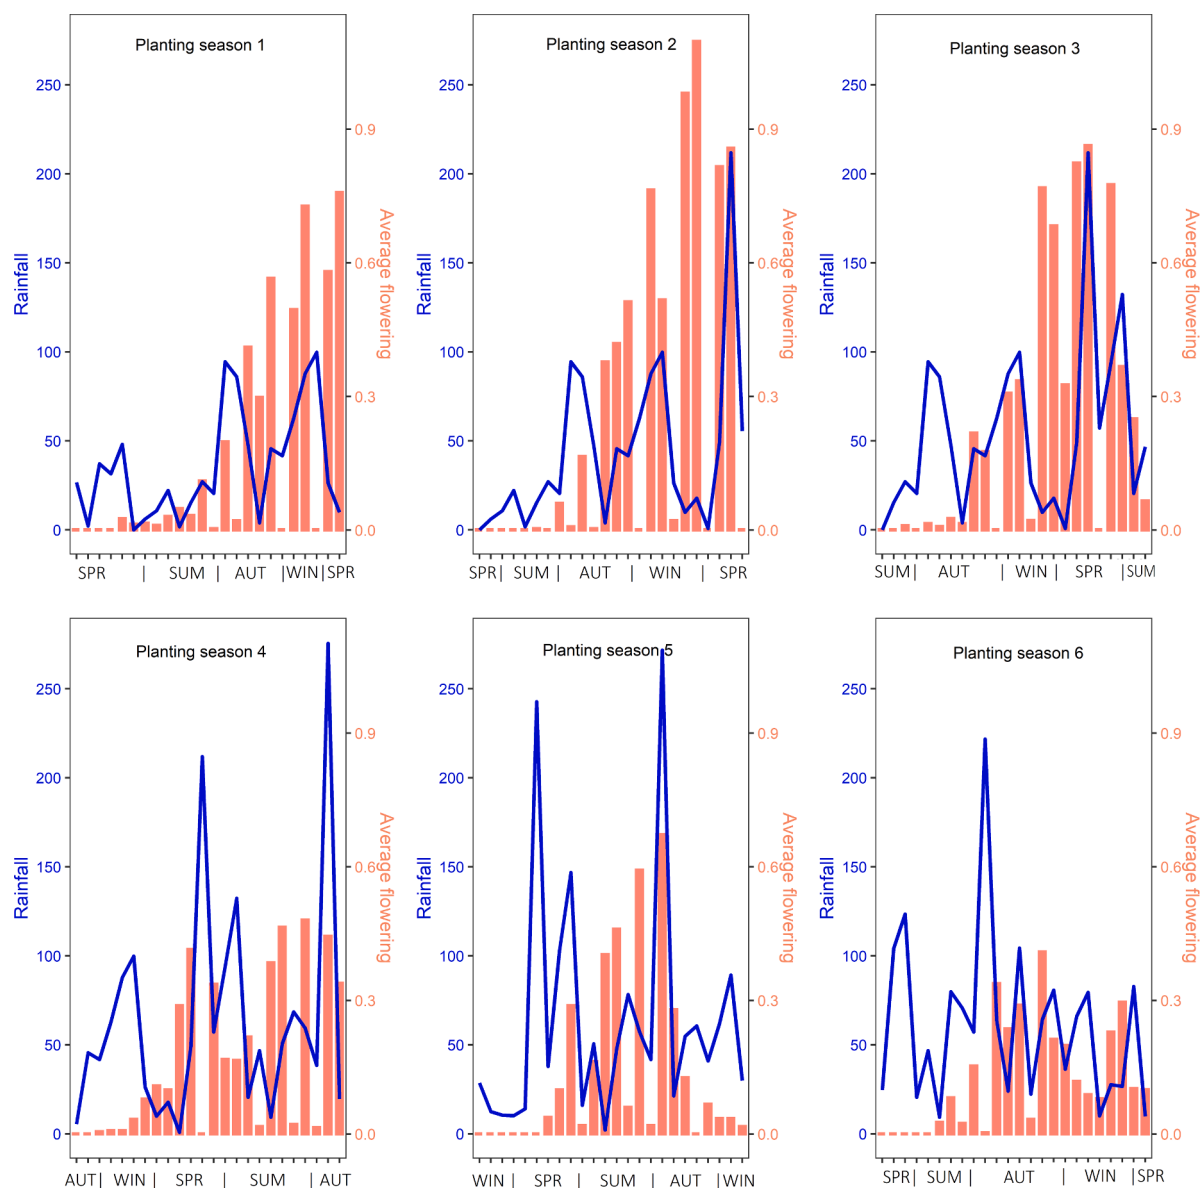 Planting season 1
250
200
150
100
50
0
Rainfall
0.9
0.6
0.3
0.0
Average flowering
SPR | SUM | AUT |WIN|SPR
Planting season 2
250
200
150
100
50
0
Rainfall
0.9
0.6
0.3
0.0
Average flowering
SPR| SUM | AUT | WIN | SPR
Planting season 3
250
200
150
100
50
0
Rainfall
0.9
0.6
0.3
0.0
Average flowering
SUM| AUT | WIN | SPR |SUM
Planting season 4
250
200
150
100
50
0
Rainfall
0.9
0.6
0.3
0.0
Average flowering
AUT| WIN | SPR | SUM | AUT
Planting season 5
250
200
150
100
50
0
Rainfall
0.9
0.6
0.3
0.0
Average flowering
WIN | SPR | SUM | AUT |WIN
Planting season 6
250
200
150
100
50
0
Rainfall
0.9
0.6
0.3
0.0
Average flowering
SPR | SUM | AUT | WIN | SPR